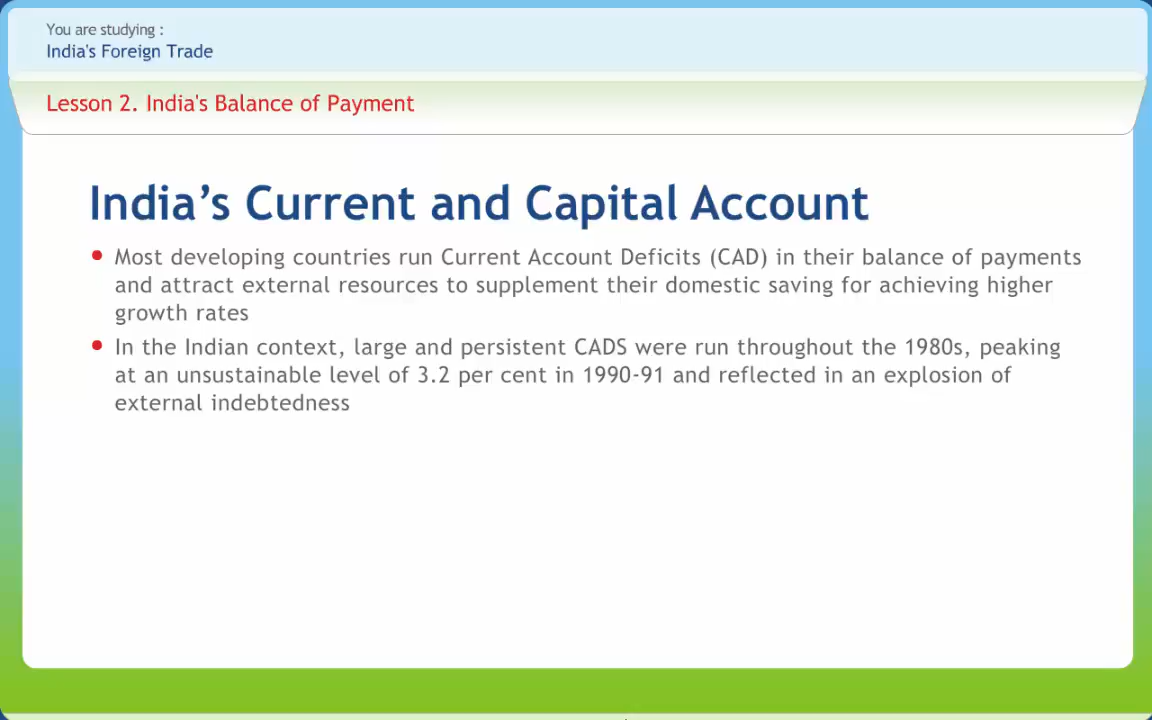 You are studying :
India's Foreign Trade
Lesson 2. India's Balance of Payment
India’s Current and Capital Account
• Most developing countries run Current Account Deficits (CAD) in their balance of payments
and attract external resources to supplement their domestic saving for achieving higher
growth rates
• In the Indian context, large and persistent CADS were run throughout the 1980s, peaking
at an unsustainable level of 3.2 per cent in 1990-91 and reflected in an explosion of
external indebtedness